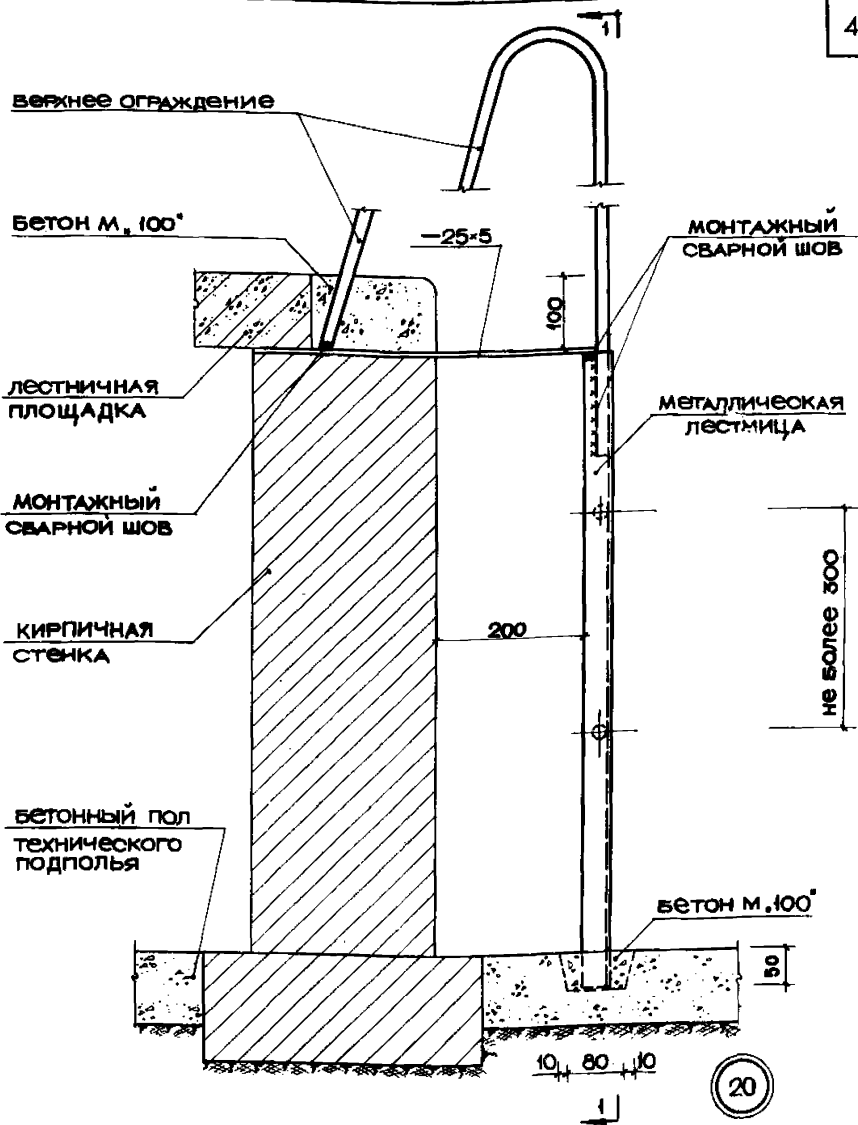 1
4
ВЕРХНЕЕ ОГРАЖДЕНИЕ
БЕТОН М „100"
—25×5
МОНТАЖНЫЙ
СВАРНОЙ ШОВ
100
ЛЕСТНИЧНАЯ
ПЛОЩАДКА
МЕТАЛЛИЧЕСКАЯ
ЛЕСТМИЦА
МОНТАЖНЫЙ
СВАРНОЙ ШОВ
КИРПИЧНАЯ
СТЕНКА
200
НЕ БОЛЕЕ 300
БЕТОННЫЙ ПОЛ
ТЕХНИЧЕСКОГО
ПОДПОЛЬЯ
БЕТОН М„100"
50
10 80 10
20
1